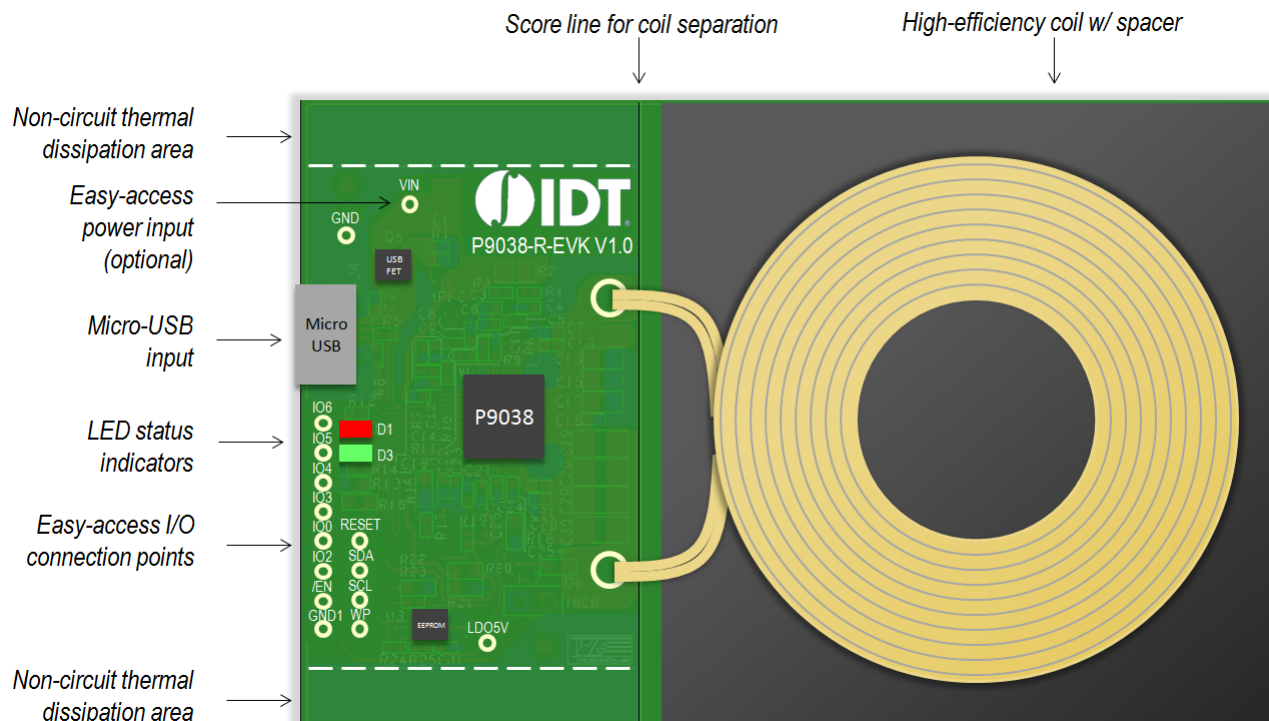 Score line for coil separation
High-efficiency coil w/ spacer
Non-circuit thermal
dissipation area
Easy-access
power input
(optional)
Micro-USB
input
LED status
indicators
Easy-access I/O
connection points
Non-circuit thermal
dissipation area
VIN
GND
IDT
P9038-R-EVK V1.0
USB
FET
Micro
USB
P9038
IO6
D1
IO5
D3
IO4
IO3
IO0
RESET
IO2
SDA
/EN
SCL
GND1
WP
EEPROM
LDO5V